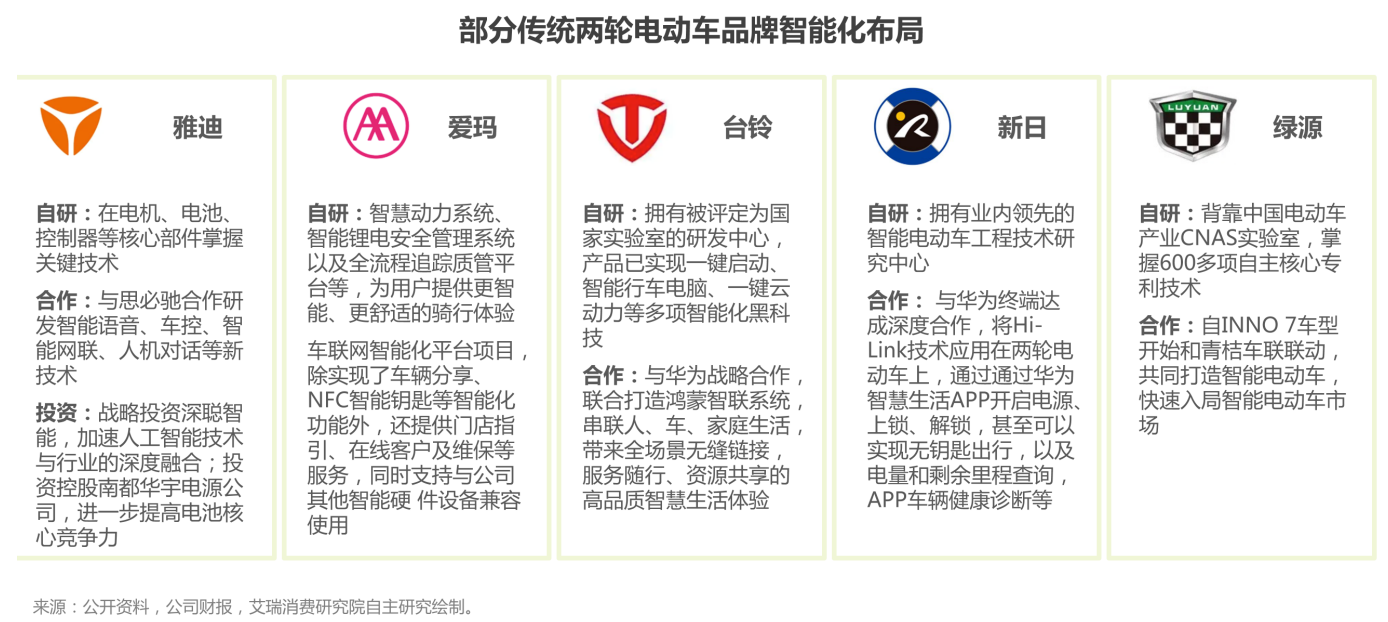 部分传统两轮电动车品牌智能化布局
雅迪
自研：在电机、电池、
控制器等核心部件掌握
关键技术
合作：与思必驰合作研
发智能语音、车控、智
能网联、人机对话等新
技术
投资：战略投资深聪智
能，加速人工智能技术
与行业的深度融合；投
资控股南都华宇电源公
司，进一步提高电池核
心竞争力
爱玛
自研：智慧动力系统、
智能锂电安全管理系统
以及全流程追踪质管平
台等，为用户提供更智
能、更舒适的骑行体验
车联网智能化平台项目，
除实现了车辆分享、
NFC智能钥匙等智能化
功能外，还提供门店指
引、在线客户及维保等
服务，同时支持与公司
其他智能硬 件设备兼容
使用
台铃
自研：拥有被评定为国
家实验室的研发中心，
产品已实现一键启动、
智能行车电脑、一键云
动力等多项智能化黑科
技
合作：与华为战略合作，
联合打造鸿蒙智联系统，
串联人、车、家庭生活，
带来全场景无缝链接，
服务随行、资源共享的
高品质智慧生活体验
新日
自研：拥有业内领先的
智能电动车工程技术研
究中心
合作： 与华为终端达
成深度合作，将Hi-
Link技术应用在两轮电
动车上，通过通过华为
智慧生活APP开启电源、
上锁、解锁，甚至可以
实现无钥匙出行，以及
电量和剩余里程查询，
APP车辆健康诊断等
LUYUAN
绿源
自研：背靠中国电动车
产业CNAS实验室，掌
握600多项自主核心专
利技术
合作：自INNO 7车型
开始和青桔车联联动，
共同打造智能电动车，
快速入局智能电动车市
场
来源：公开资料，公司财报，艾瑞消费研究院自主研究绘制。